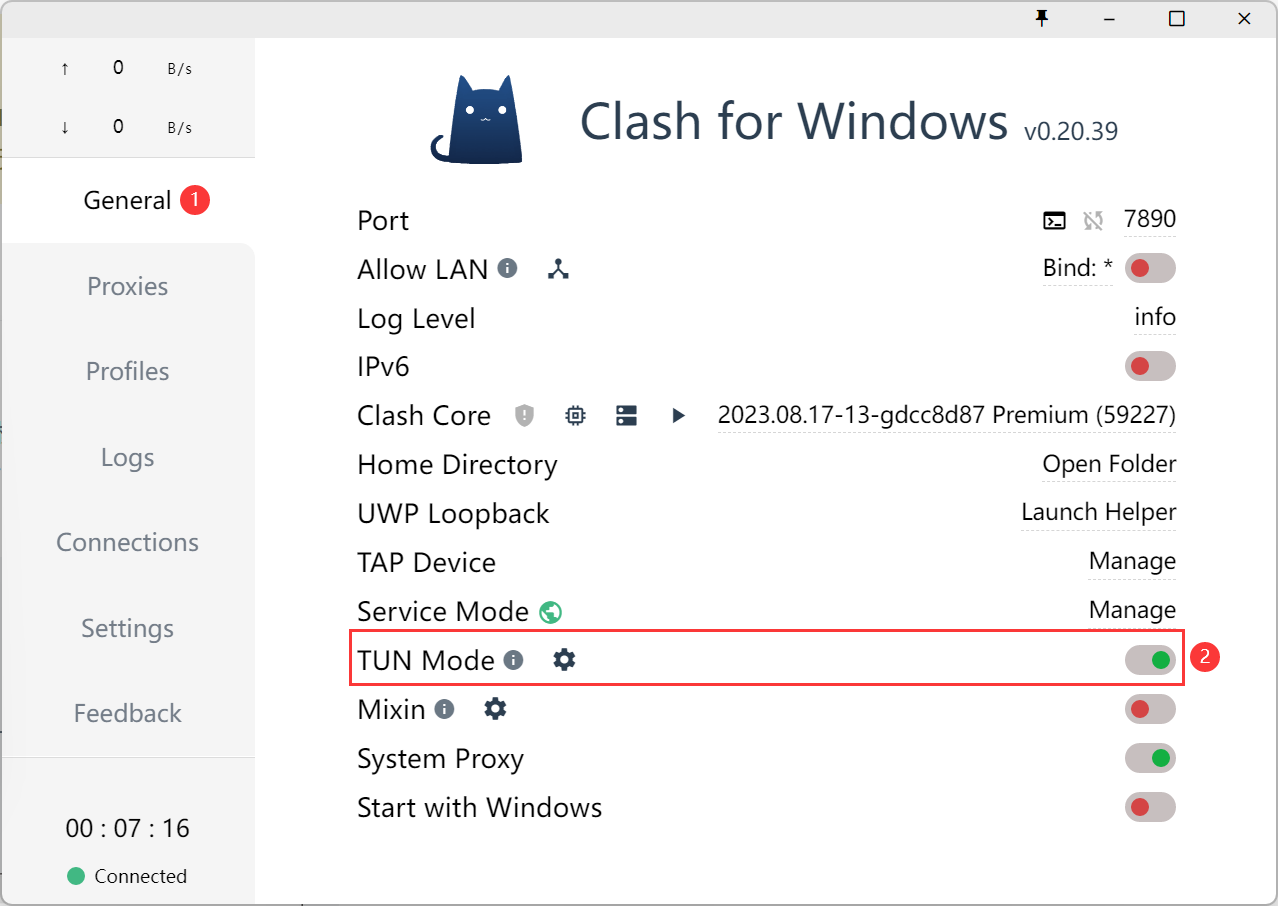 ↑ 0 B/s
↓ 0 B/s
General 1
Proxies
Profiles
Logs
Connections
Settings
Feedback
00 : 07 : 16
Connected
Clash for Windows v0.20.39
Port 7890
Allow LAN Bind: *
Log Level info
IPv6
Clash Core 2023.08.17-13-gdcc8d87 Premium (59227)
Home Directory Open Folder
UWP Loopback Launch Helper
TAP Device Manage
Service Mode Manage
TUN Mode 2
Mixin
System Proxy
Start with Windows